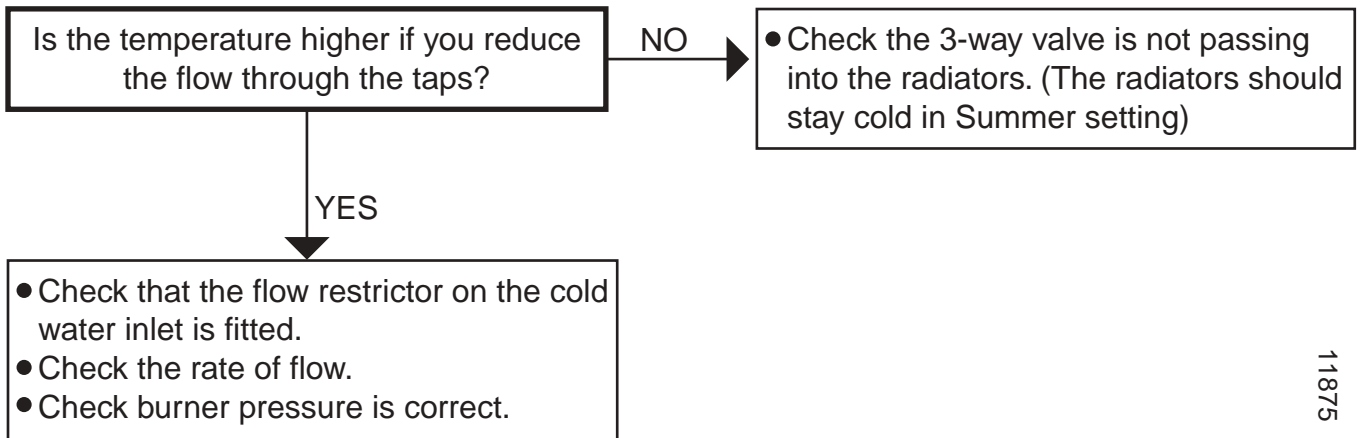 Is the temperature higher if you reduce
the flow through the taps?
NO
● Check the 3-way valve is not passing
into the radiators. (The radiators should
stay cold in Summer setting)
YES
● Check that the flow restrictor on the cold
water inlet is fitted.
● Check the rate of flow.
● Check burner pressure is correct.
11875